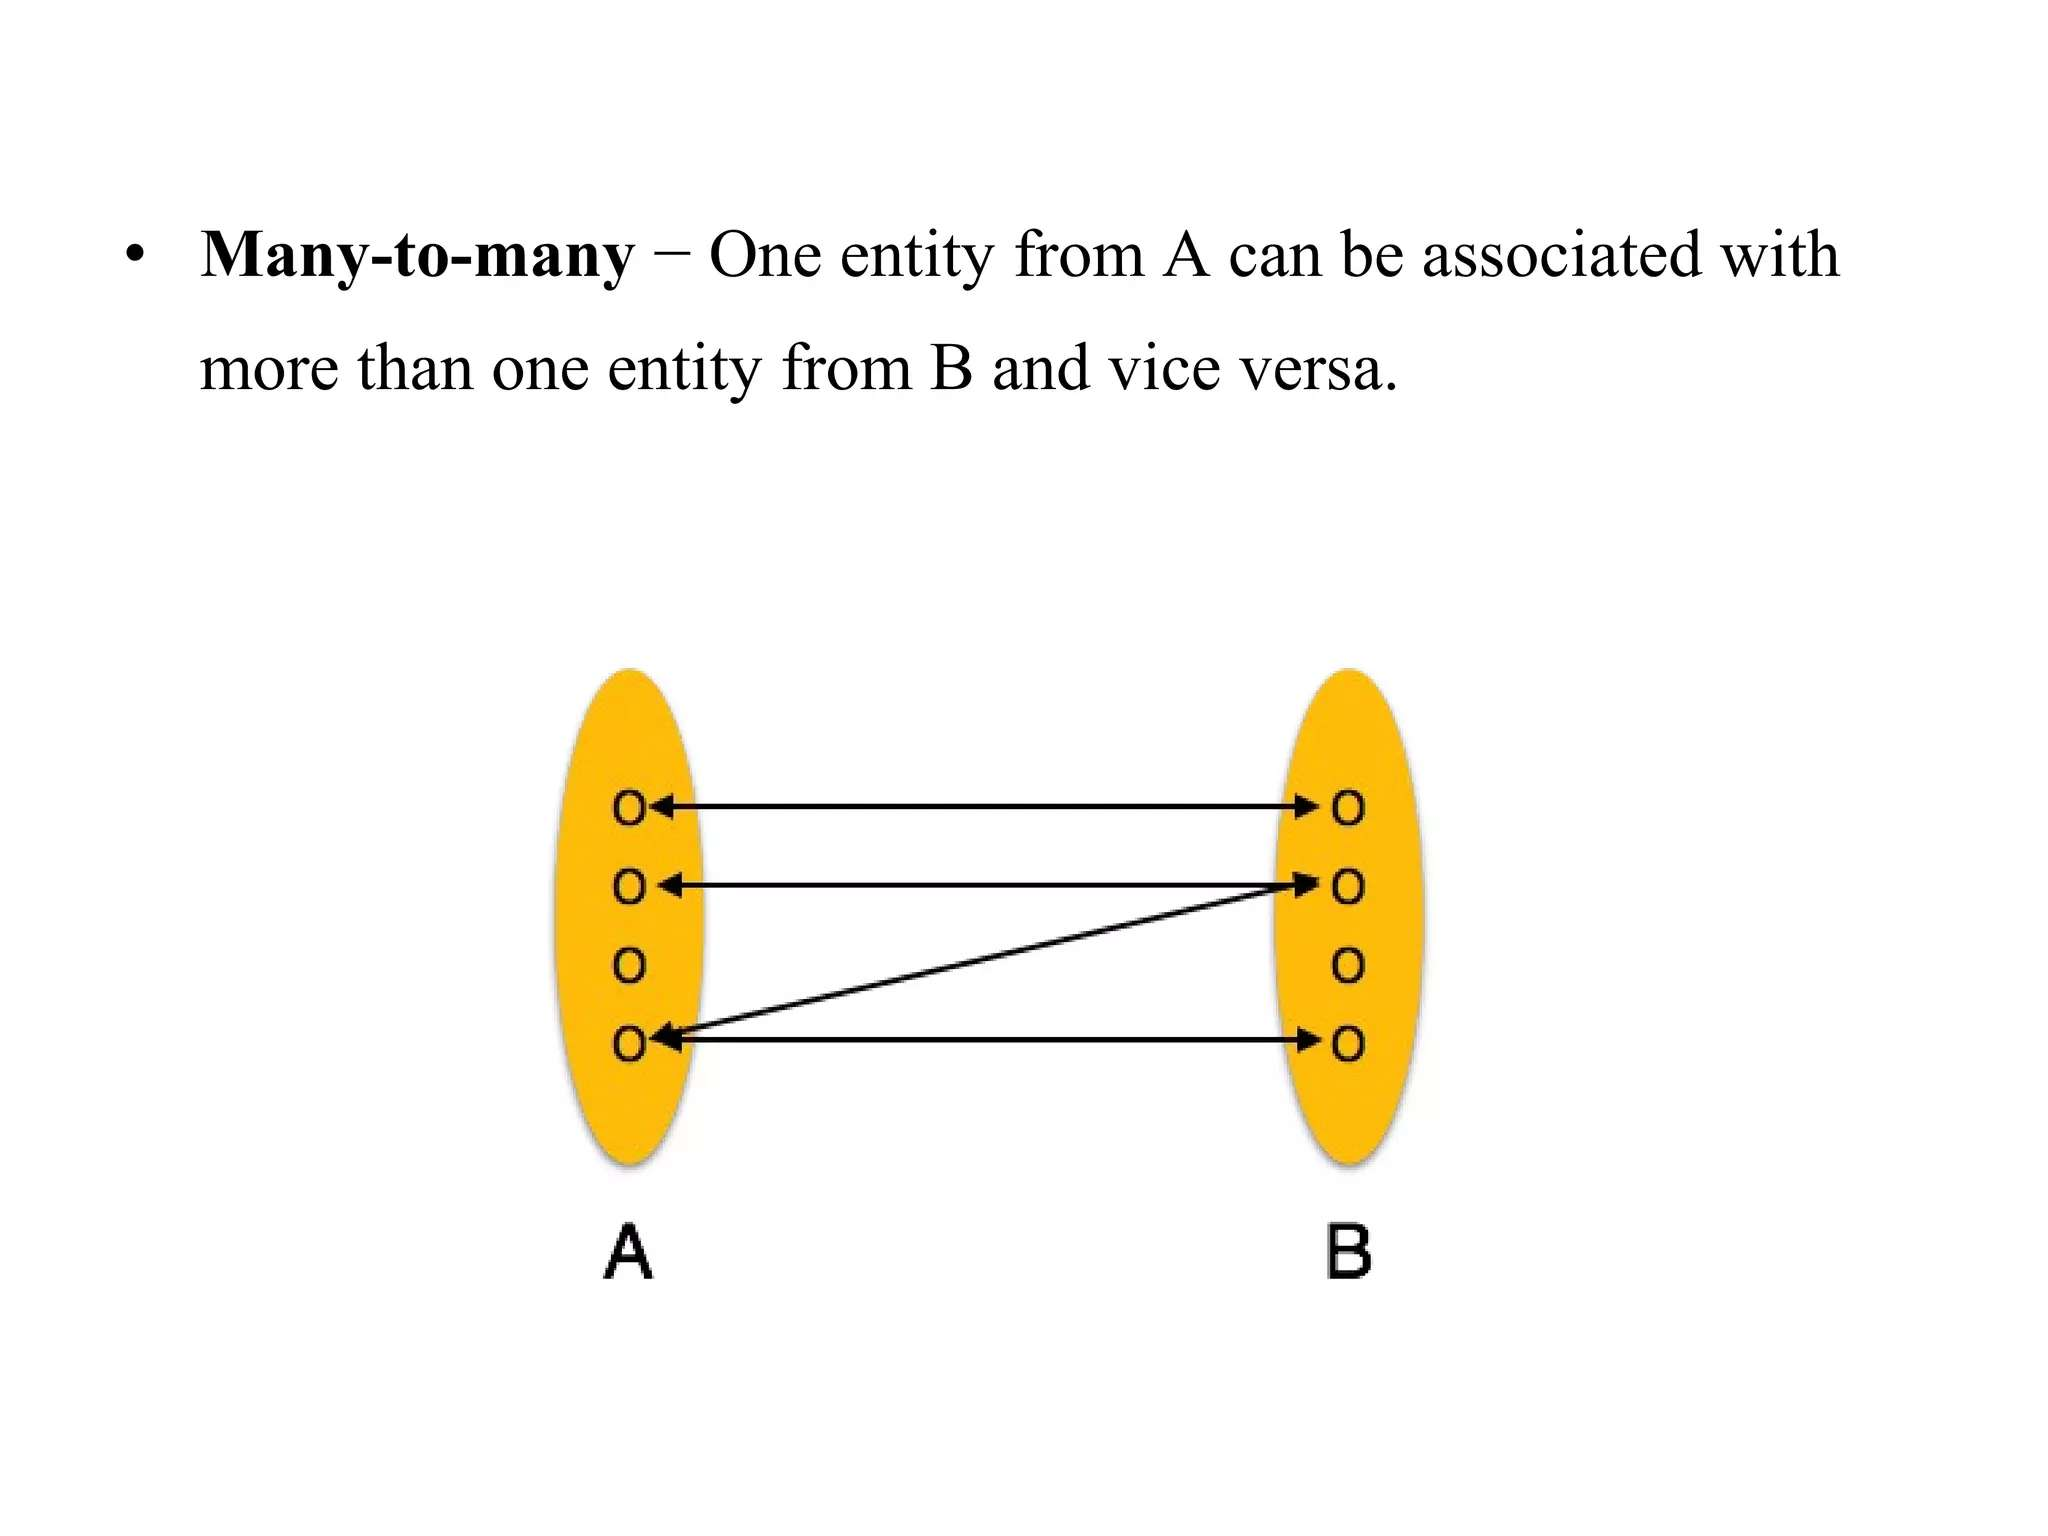 • Many-to-many − One entity from A can be associated with
more than one entity from B and vice versa.
o o
o o
o o
o o
A B